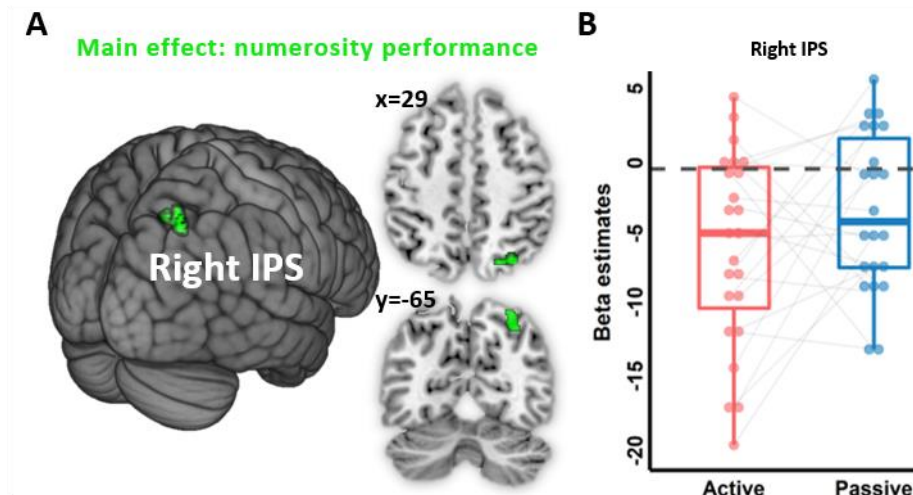 A
Main effect: numerosity performance
x=29
Right IPS
y=-65
B
Right IPS
Beta estimates
5
0
-5
-10
-15
-20
Active
Passive